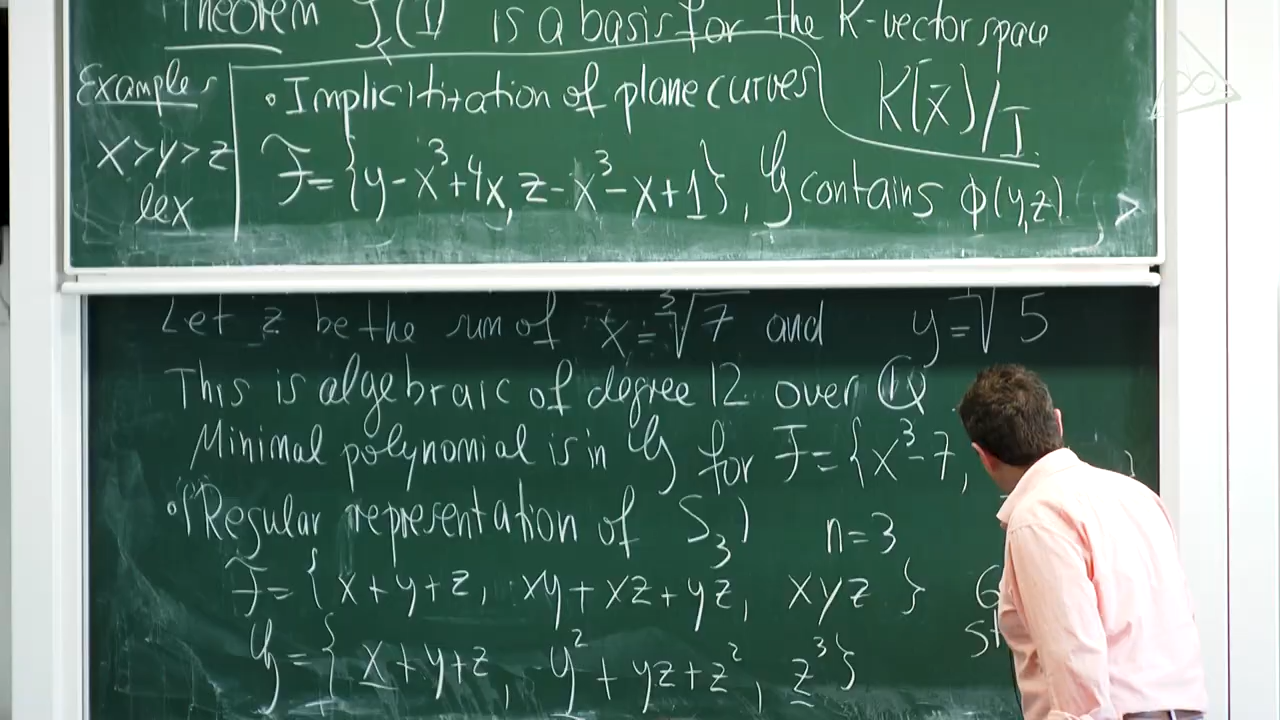 Theorem S<(I) is a basis for the K-vector space
K[x̄]/I
Example
x>y>z
lex
• Implicitization of plane curves
F={y-x³+4x, z-x³-x+1}, G contains φ(y,z).
Let z be the sum of x=∛7 and y=√5
This is algebraic of degree 12 over Q.
Minimal polynomial is in G for F={x³-7,
• (Regular representation of S₃) n=3
F={x+y+z, xy+xz+yz, xyz}
G={x+y+z, y²+yz+z², z³}